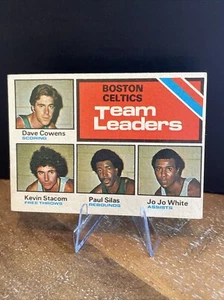 BOSTON
CELTICS
Team
Leaders
Dave Cowens
SCORING
Kevin Stacom
FREE THROWS
Paul Silas
REBOUNDS
Jo Jo White
ASSISTS